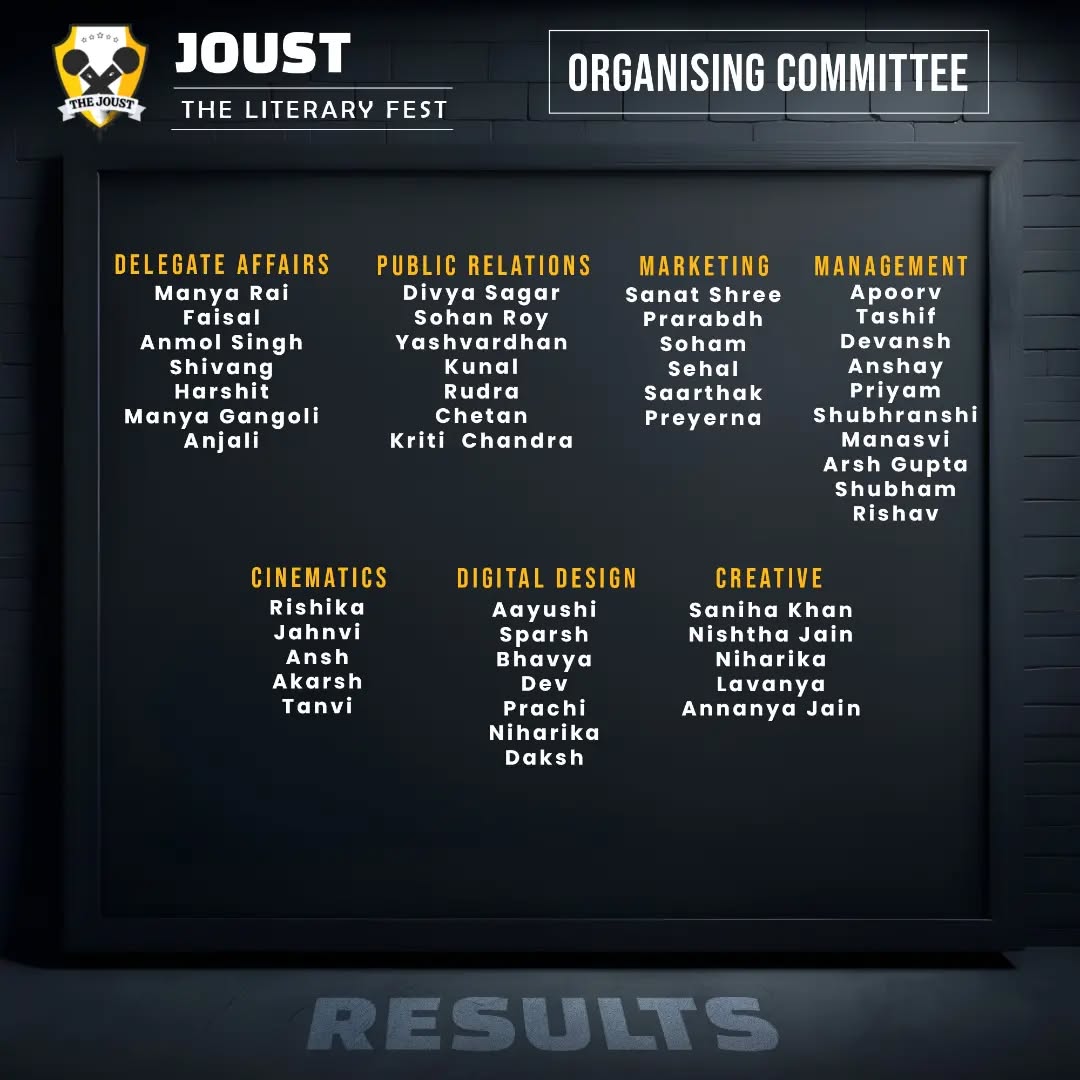 JOUST
THE LITERARY FEST
THE JOUST
ORGANISING COMMITTEE
DELEGATE AFFAIRS
Manya Rai
Faisal
Anmol Singh
Shivang
Harshit
Manya Gangoli
Anjali
PUBLIC RELATIONS
Divya Sagar
Sohan Roy
Yashvardhan
Kunal
Rudra
Chetan
Kriti Chandra
MARKETING
Sanat Shree
Prarabdh
Soham
Sehal
Saarthak
Preyerna
MANAGEMENT
Apoorv
Tashif
Devansh
Anshay
Priyam
Shubhranshi
Manasvi
Arsh Gupta
Shubham
Rishav
CINEMATICS
Rishika
Jahnvi
Ansh
Akarsh
Tanvi
DIGITAL DESIGN
Aayushi
Sparsh
Bhavya
Dev
Prachi
Niharika
Daksh
CREATIVE
Saniha Khan
Nishtha Jain
Niharika
Lavanya
Annanya Jain
RESULTS